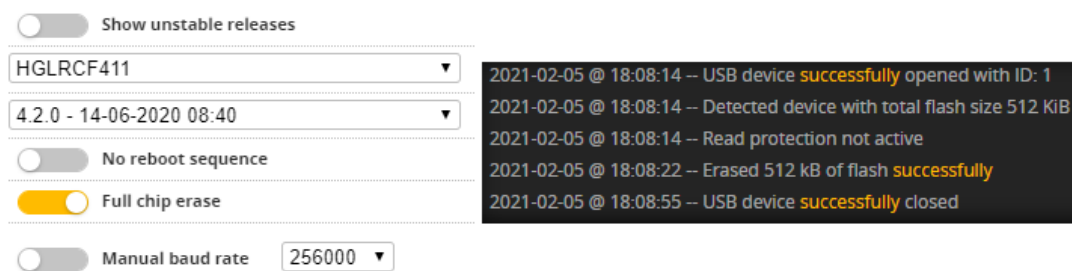 Show unstable releases
HGLRCF411
4.2.0 - 14-06-2020 08:40
No reboot sequence
Full chip erase
Manual baud rate 256000
2021-02-05 @ 18:08:14 -- USB device successfully opened with ID: 1
2021-02-05 @ 18:08:14 -- Detected device with total flash size 512 KiB
2021-02-05 @ 18:08:14 -- Read protection not active
2021-02-05 @ 18:08:22 -- Erased 512 kB of flash successfully
2021-02-05 @ 18:08:55 -- USB device successfully closed